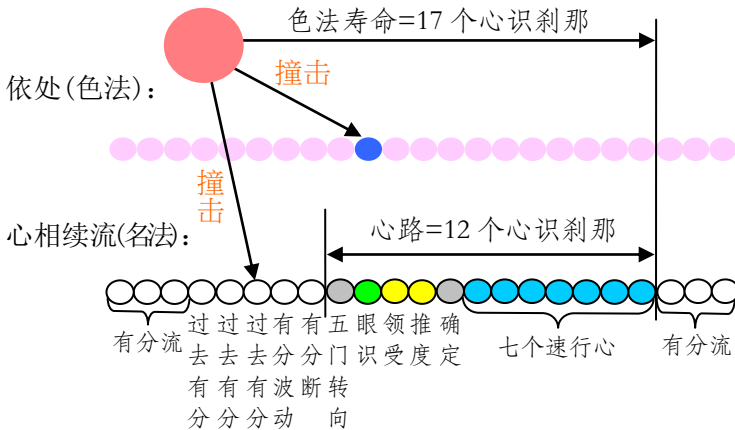 色法寿命=17 个心识刹那
撞击
依处(色法)：
撞击
心相续流(名法)：
心路=12 个心识刹那
有分流
过去有分
过去有分
过去有分
有分波动
有分断
五门转向
眼识
领受
推度
确定
七个速行心
有分流